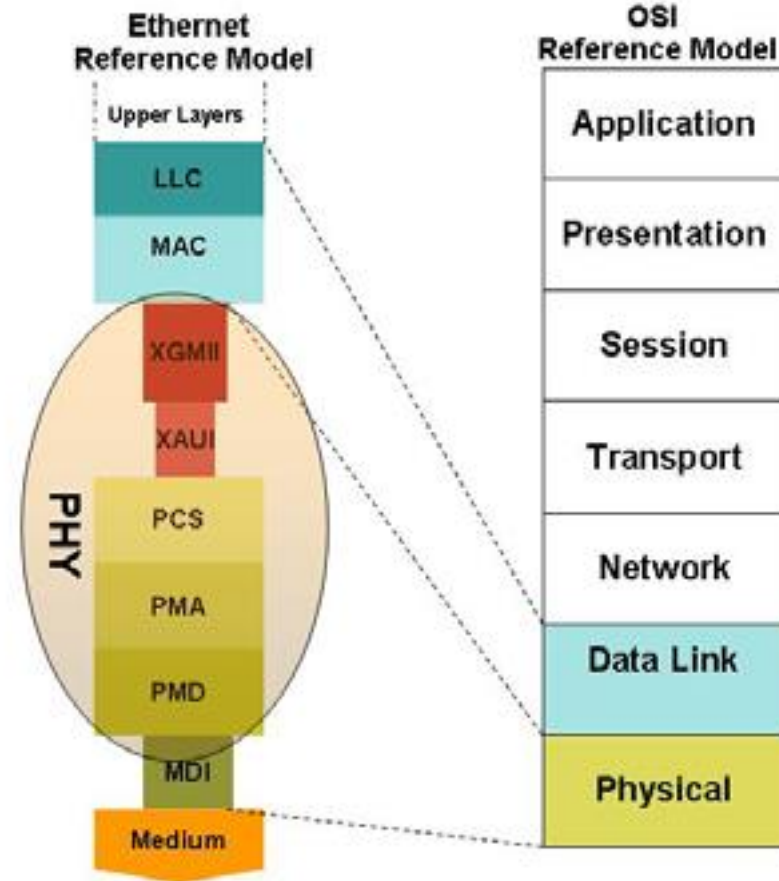 Ethernet
Reference Model
Upper Layers
LLC
MAC
XGMII
XAUI
PHY
PCS
PMA
PMD
MDI
Medium
OSI
Reference Model
Application
Presentation
Session
Transport
Network
Data Link
Physical